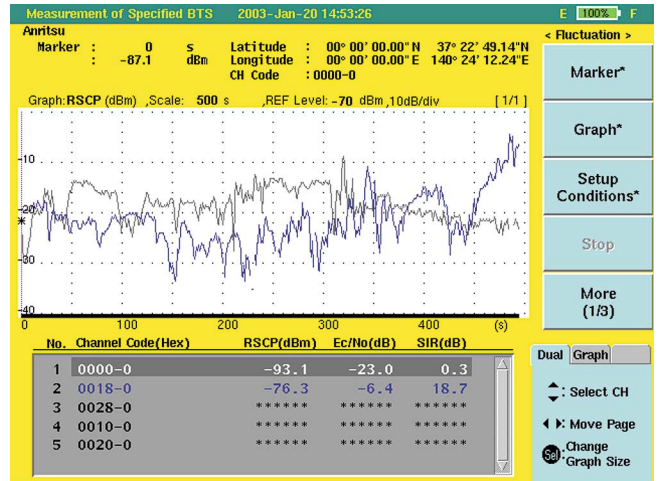 Measurement of Specified BTS 2003-Jan-20 14:53:26 E 100% F
Anritsu
Marker : 0 s Latitude : 00° 00' 00.00"N 37° 22' 49.14"N
: -87.1 dBm Longitude : 00° 00' 00.00"E 140° 24' 12.24"E
CH Code : 0000-0
Graph:RSCP (dBm) ,Scale: 500 s ,REF Level: -70 dBm ,10dB/div [1/1]
-10
-20
*
-30
-40
0 100 200 300 400 (s)
No. Channel Code(Hex) RSCP(dBm) Ec/No(dB) SIR(dB)
1 0000-0 -93.1 -23.0 0.3
2 0018-0 -76.3 -6.4 18.7
3 0028-0 ****** ****** ******
4 0010-0 ****** ****** ******
5 0020-0 ****** ****** ******
< Fluctuation >
Marker*
Graph*
Setup
Conditions*
Stop
More
(1/3)
Dual Graph
: Select CH
: Move Page
Sel :Change
Graph Size